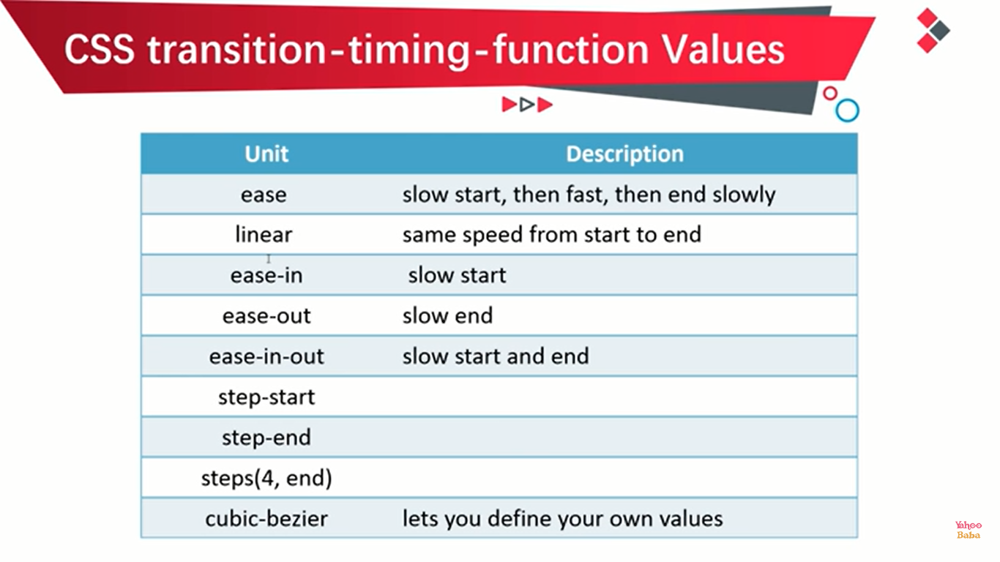 CSS transition-timing-function Values
Unit Description
ease slow start, then fast, then end slowly
linear same speed from start to end
ease-in slow start
ease-out slow end
ease-in-out slow start and end
step-start
step-end
steps(4, end)
cubic-bezier lets you define your own values
Yahoo
Baba